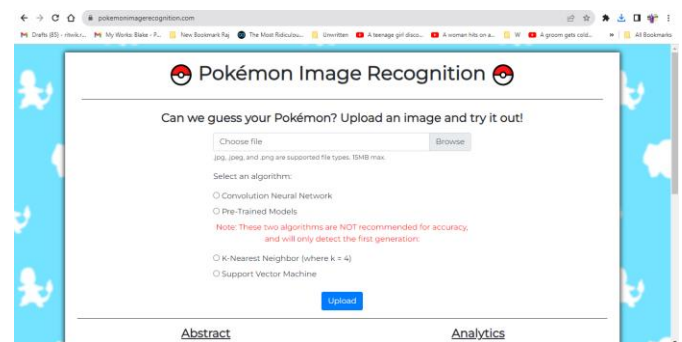 pokemonimagerecognition.com
Drafts (85) - ritwik.r... My Works: Blake - P... New Bookmark Raj The Most Ridiculou... Unwritten A teenage girl disco... A woman hits on a... W A groom gets cold... » All Bookmarks
Pokémon Image Recognition
Can we guess your Pokémon? Upload an image and try it out!
Choose file Browse
.jpg, .jpeg, and .png are supported file types. 15MB max.
Select an algorithm:
Convolution Neural Network
Pre-Trained Models
Note: These two algorithms are NOT recommended for accuracy,
and will only detect the first generation:
K-Nearest Neighbor (where k = 4)
Support Vector Machine
Upload
Abstract Analytics